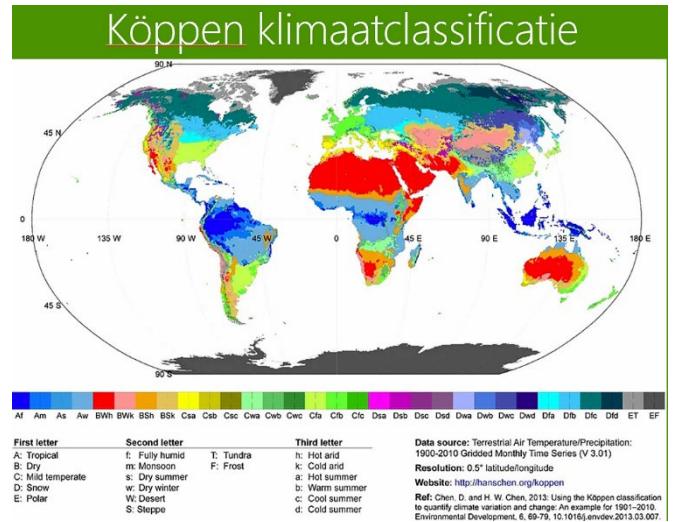 Köppen klimaatclassificatie
90 N
45 N
0
180 W 135 W 90 W 45 W 0 45 E 90 E 135 E 180 E
45 S
90 S
Af Am As Aw BWh BWk BSh BSk Csa Csb Csc Cwa Cwb Cwc Cfa Cfb Cfc Dsa Dsb Dsc Dsd Dwa Dwb Dwc Dwd Dfa Dfb Dfc Dfd ET EF
First letter
A: Tropical
B: Dry
C: Mild temperate
D: Snow
E: Polar
Second letter
f: Fully humid
m: Monsoon
s: Dry summer
w: Dry winter
W: Desert
S: Steppe
T: Tundra
F: Frost
Third letter
h: Hot arid
k: Cold arid
a: Hot summer
b: Warm summer
c: Cool summer
d: Cold summer
Data source: Terrestrial Air Temperature/Precipitation:
1900-2010 Gridded Monthly Time Series (V 3.01)
Resolution: 0.5° latitude/longitude
Website: http://hanschen.org/koppen
Ref: Chen, D. and H. W. Chen, 2013: Using the Köppen classification
to quantify climate variation and change: An example for 1901–2010.
Environmental Development, 6, 69-79, 10.1016/j.envdev.2013.03.007.